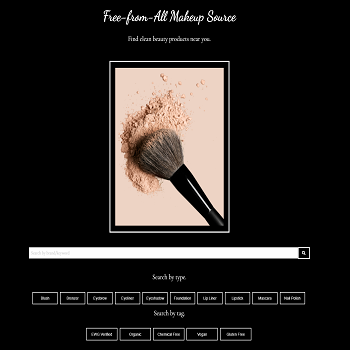 Free-from-All Makeup Source
Find clean beauty products near you.
Search by brand/keyword
Search by type.
Blush Bronzer Eyebrow Eyeliner Eyeshadow Foundation Lip Liner Lipstick Mascara Nail Polish
Search by tag.
EWG Verified Organic Chemical Free Vegan Gluten Free